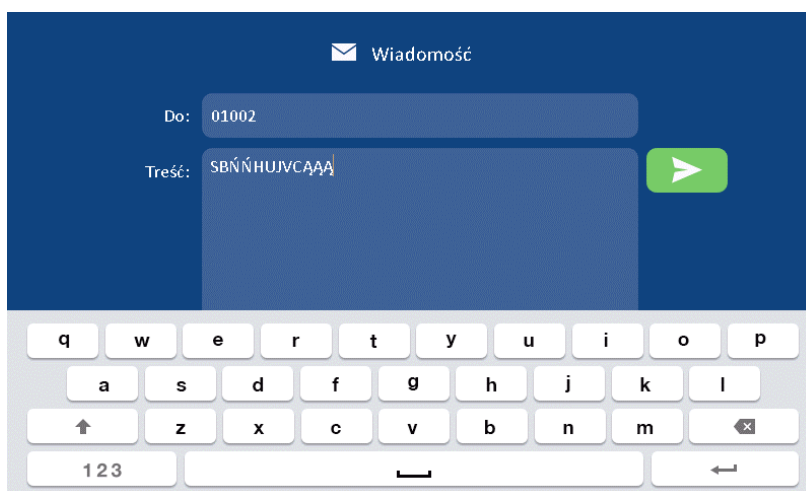 Wiadomość
Do: 01002
Treść: SBŃŃHUJVCĄĄĄ
q w e r t y u i o p
a s d f g h j k l
z x c v b n m
123